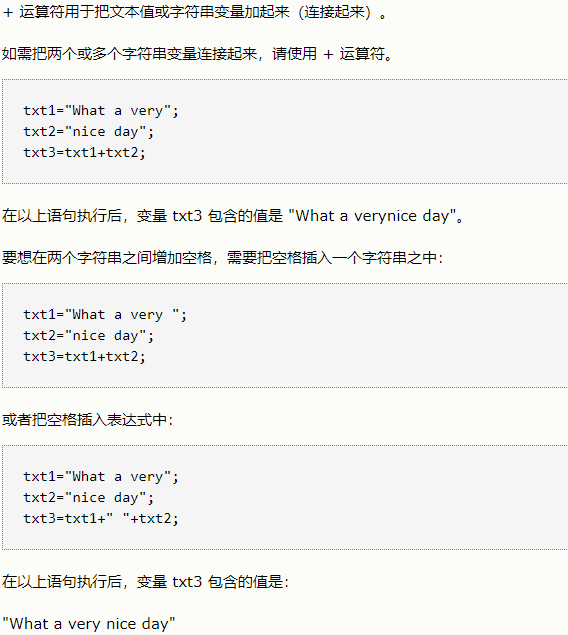 + 运算符用于把文本值或字符串变量加起来（连接起来）。
如需把两个或多个字符串变量连接起来，请使用 + 运算符。
txt1="What a very";
txt2="nice day";
txt3=txt1+txt2;
在以上语句执行后，变量 txt3 包含的值是 "What a verynice day"。
要想在两个字符串之间增加空格，需要把空格插入一个字符串之中：
txt1="What a very ";
txt2="nice day";
txt3=txt1+txt2;
或者把空格插入表达式中：
txt1="What a very";
txt2="nice day";
txt3=txt1+" "+txt2;
在以上语句执行后，变量 txt3 包含的值是：
"What a very nice day"